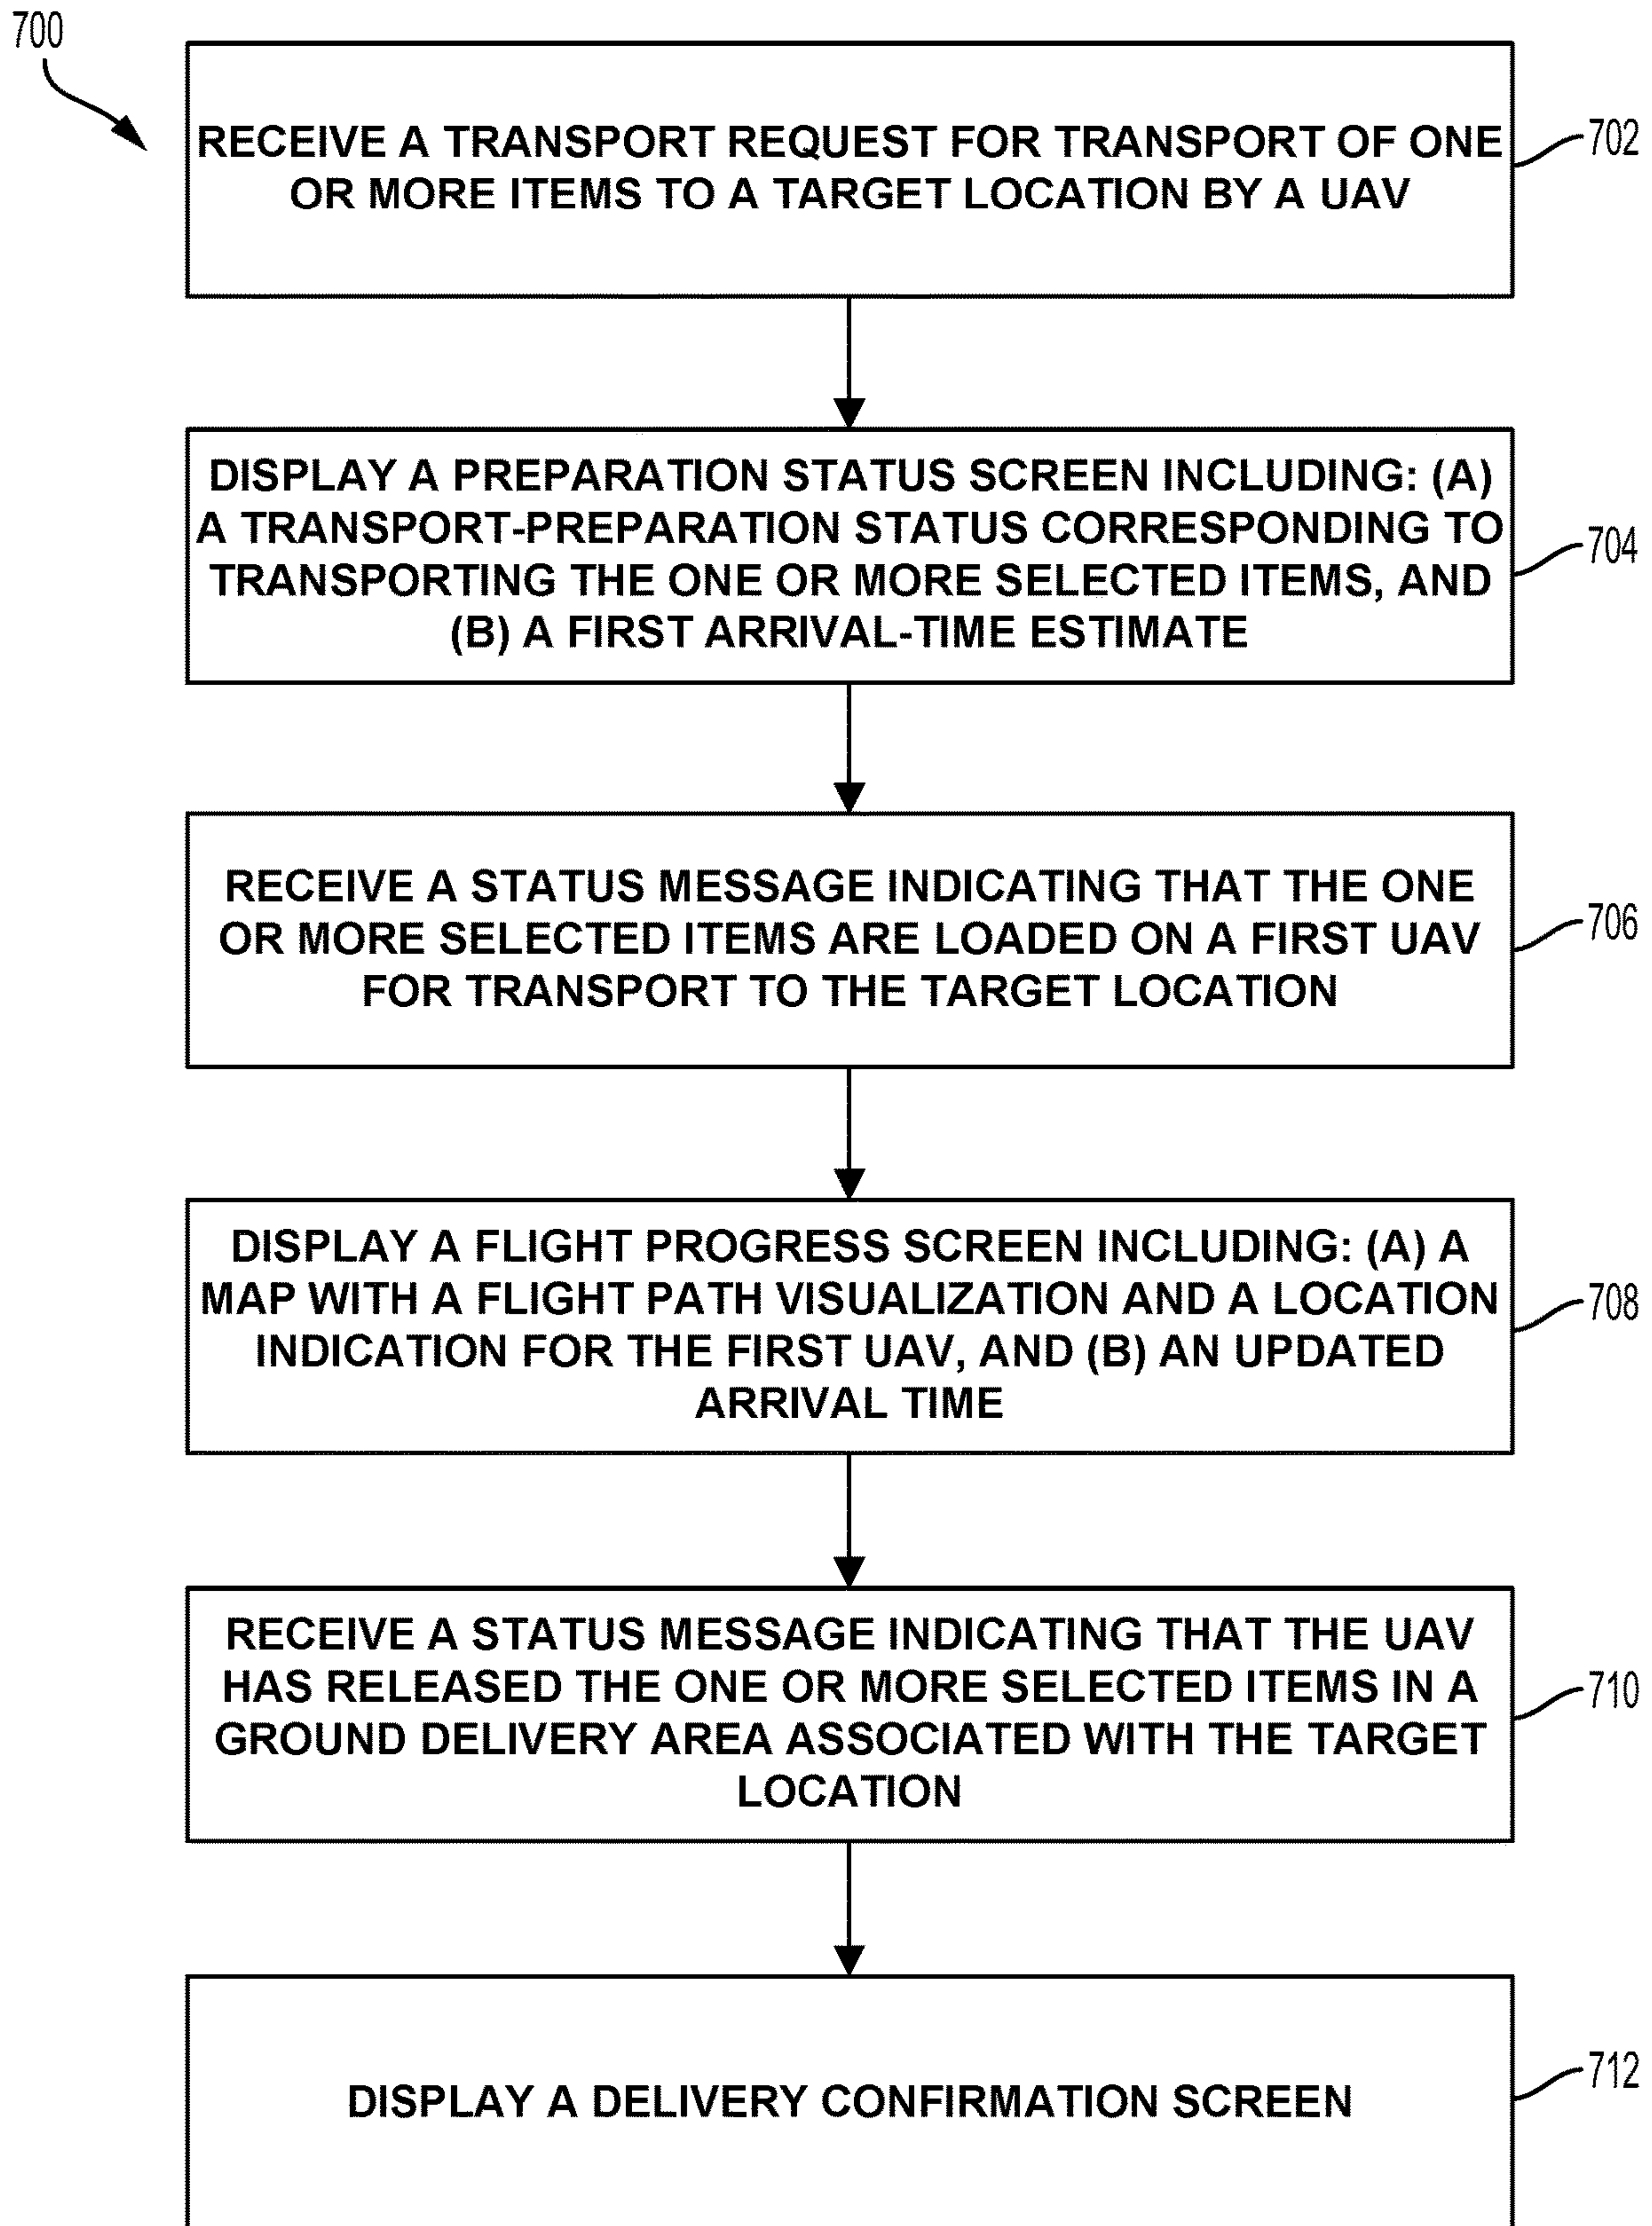 700
RECEIVE A TRANSPORT REQUEST FOR TRANSPORT OF ONE
OR MORE ITEMS TO A TARGET LOCATION BY A UAV
702
DISPLAY A PREPARATION STATUS SCREEN INCLUDING: (A)
A TRANSPORT-PREPARATION STATUS CORRESPONDING TO
TRANSPORTING THE ONE OR MORE SELECTED ITEMS, AND
(B) A FIRST ARRIVAL-TIME ESTIMATE
704
RECEIVE A STATUS MESSAGE INDICATING THAT THE ONE
OR MORE SELECTED ITEMS ARE LOADED ON A FIRST UAV
FOR TRANSPORT TO THE TARGET LOCATION
706
DISPLAY A FLIGHT PROGRESS SCREEN INCLUDING: (A) A
MAP WITH A FLIGHT PATH VISUALIZATION AND A LOCATION
INDICATION FOR THE FIRST UAV, AND (B) AN UPDATED
ARRIVAL TIME
708
RECEIVE A STATUS MESSAGE INDICATING THAT THE UAV
HAS RELEASED THE ONE OR MORE SELECTED ITEMS IN A
GROUND DELIVERY AREA ASSOCIATED WITH THE TARGET
LOCATION
710
DISPLAY A DELIVERY CONFIRMATION SCREEN
712